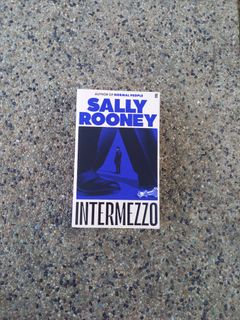 AUTHOR OF NORMAL PEOPLE
SALLY
ROONEY
INTERMEZZO